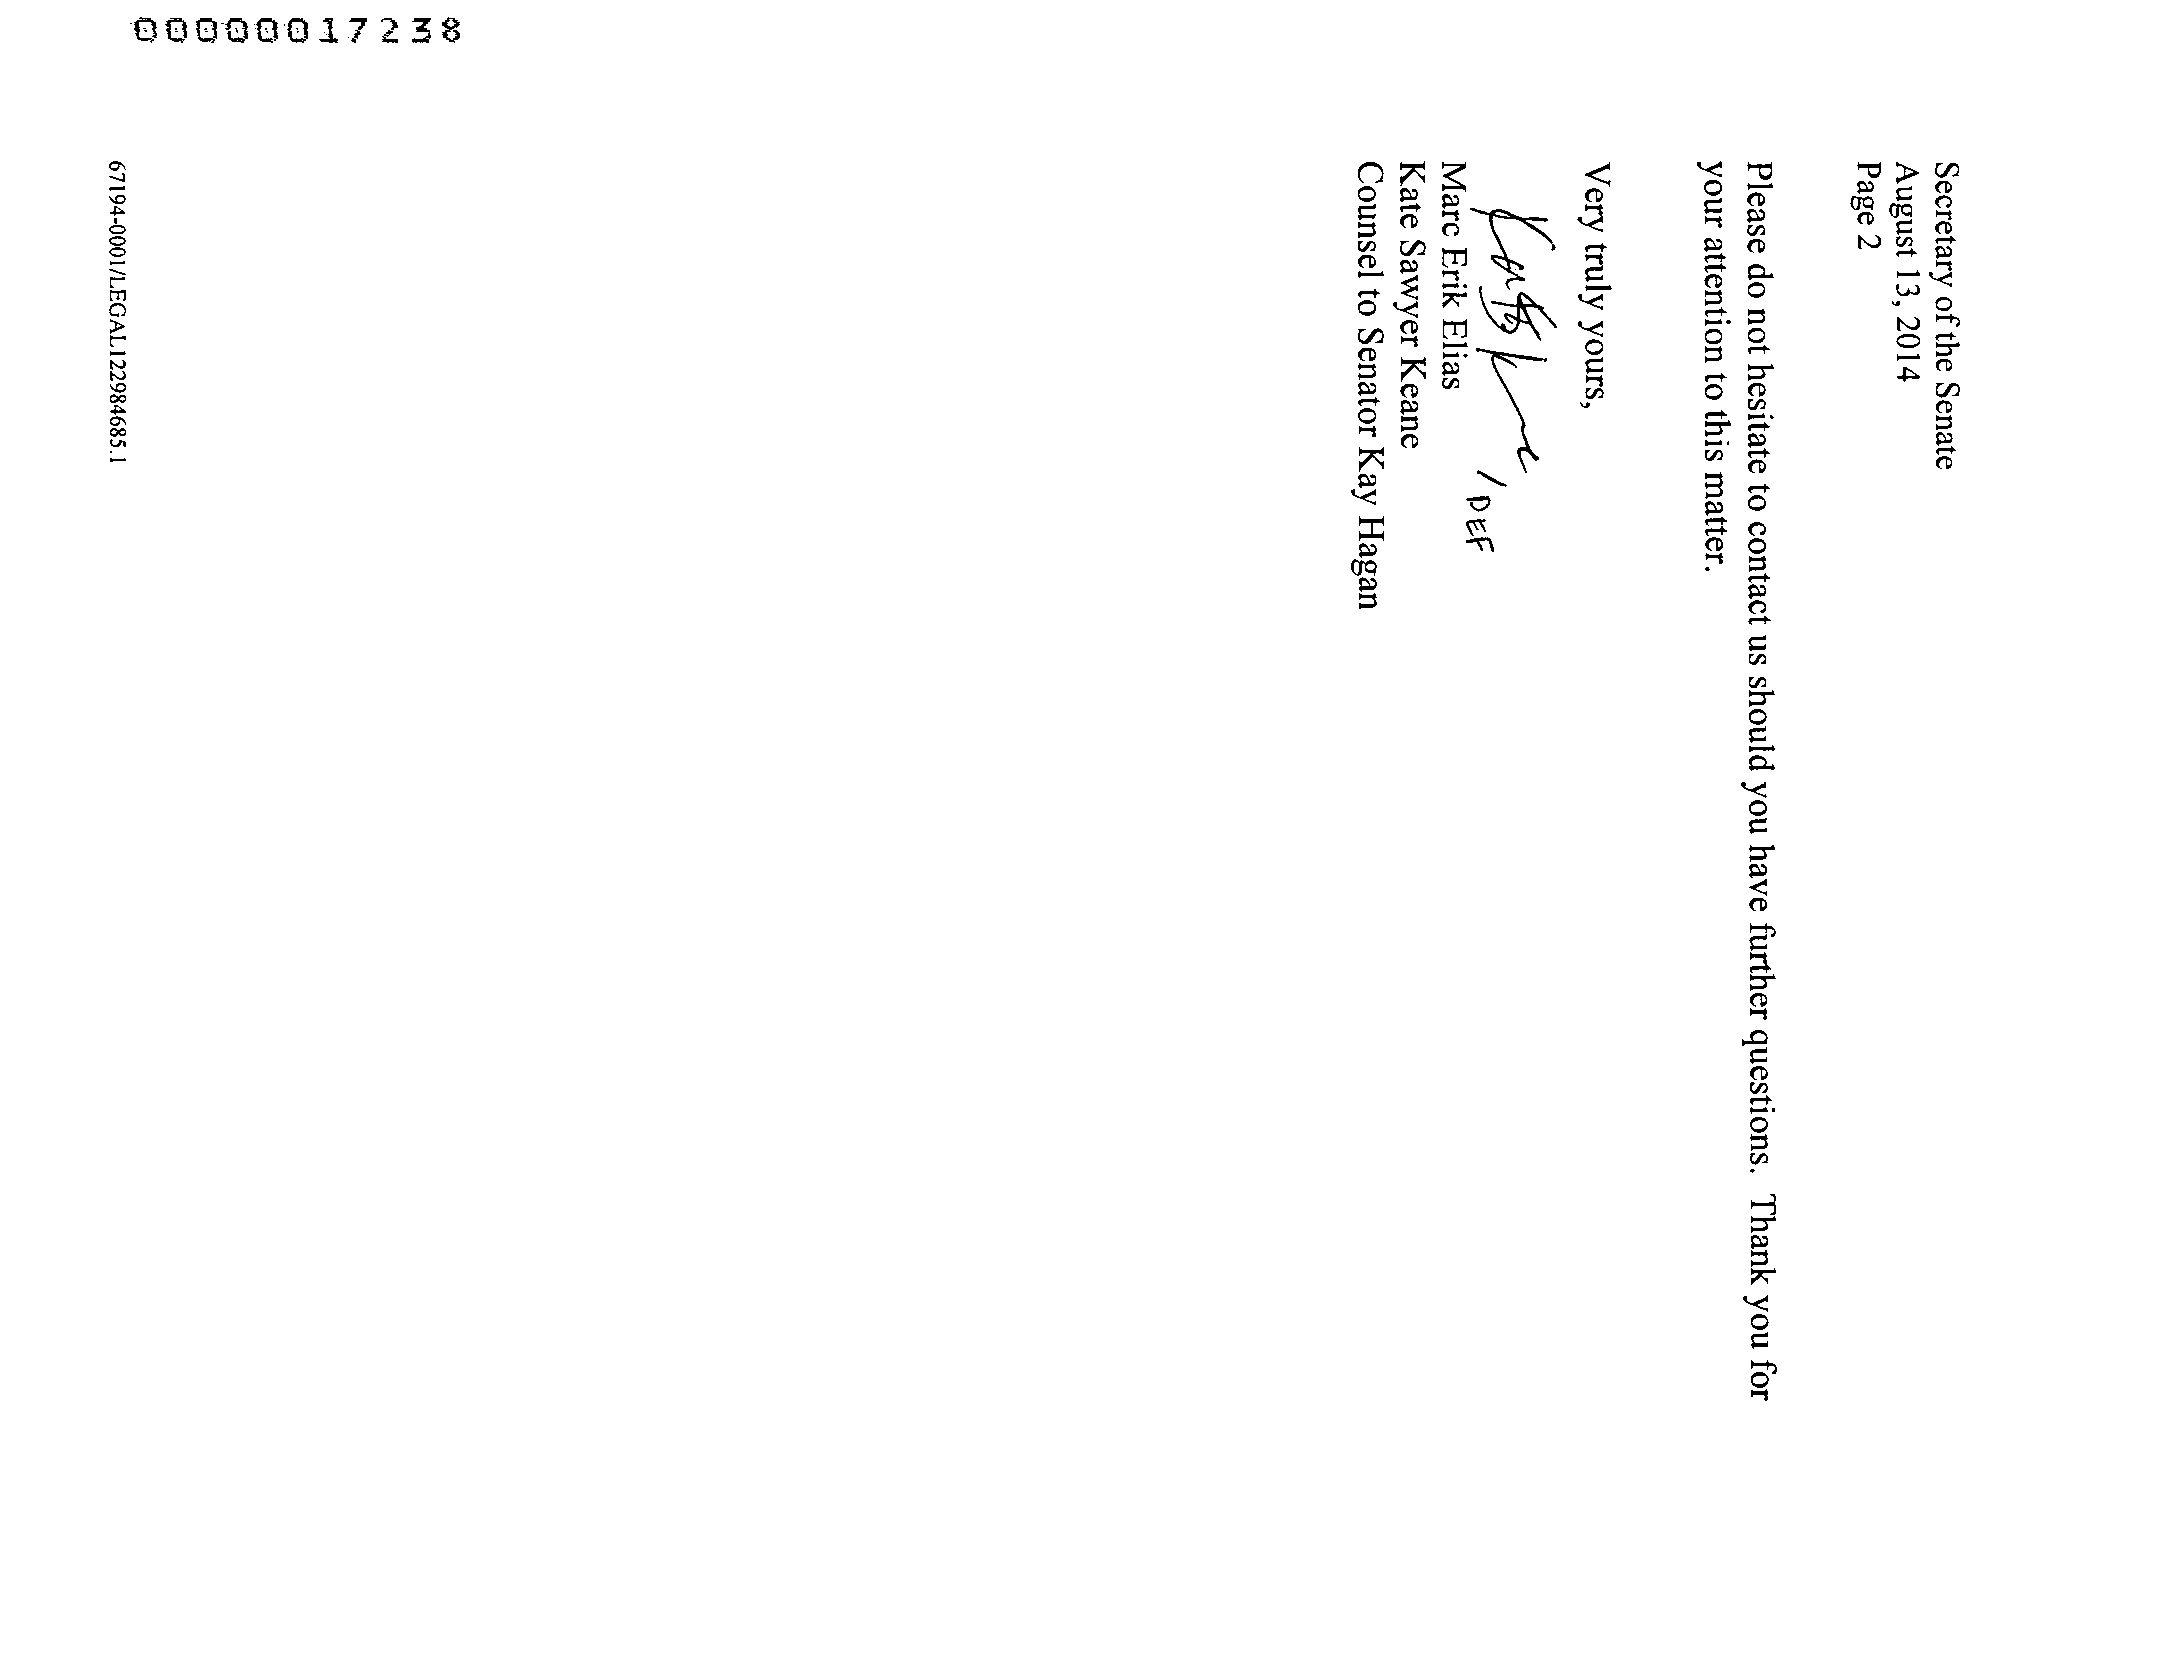 Secretary of the Senate
August 13, 2014
Page 2
Please do not hesitate to contact us should you have further questions. Thank you for
your attention to this matter.
Very truly yours,
/DEF
Marc Erik Elias
Kate Sawyer Keane
Counsel to Senator Kay Hagan
67194-0001/LEGAL122984685.1
00000017238